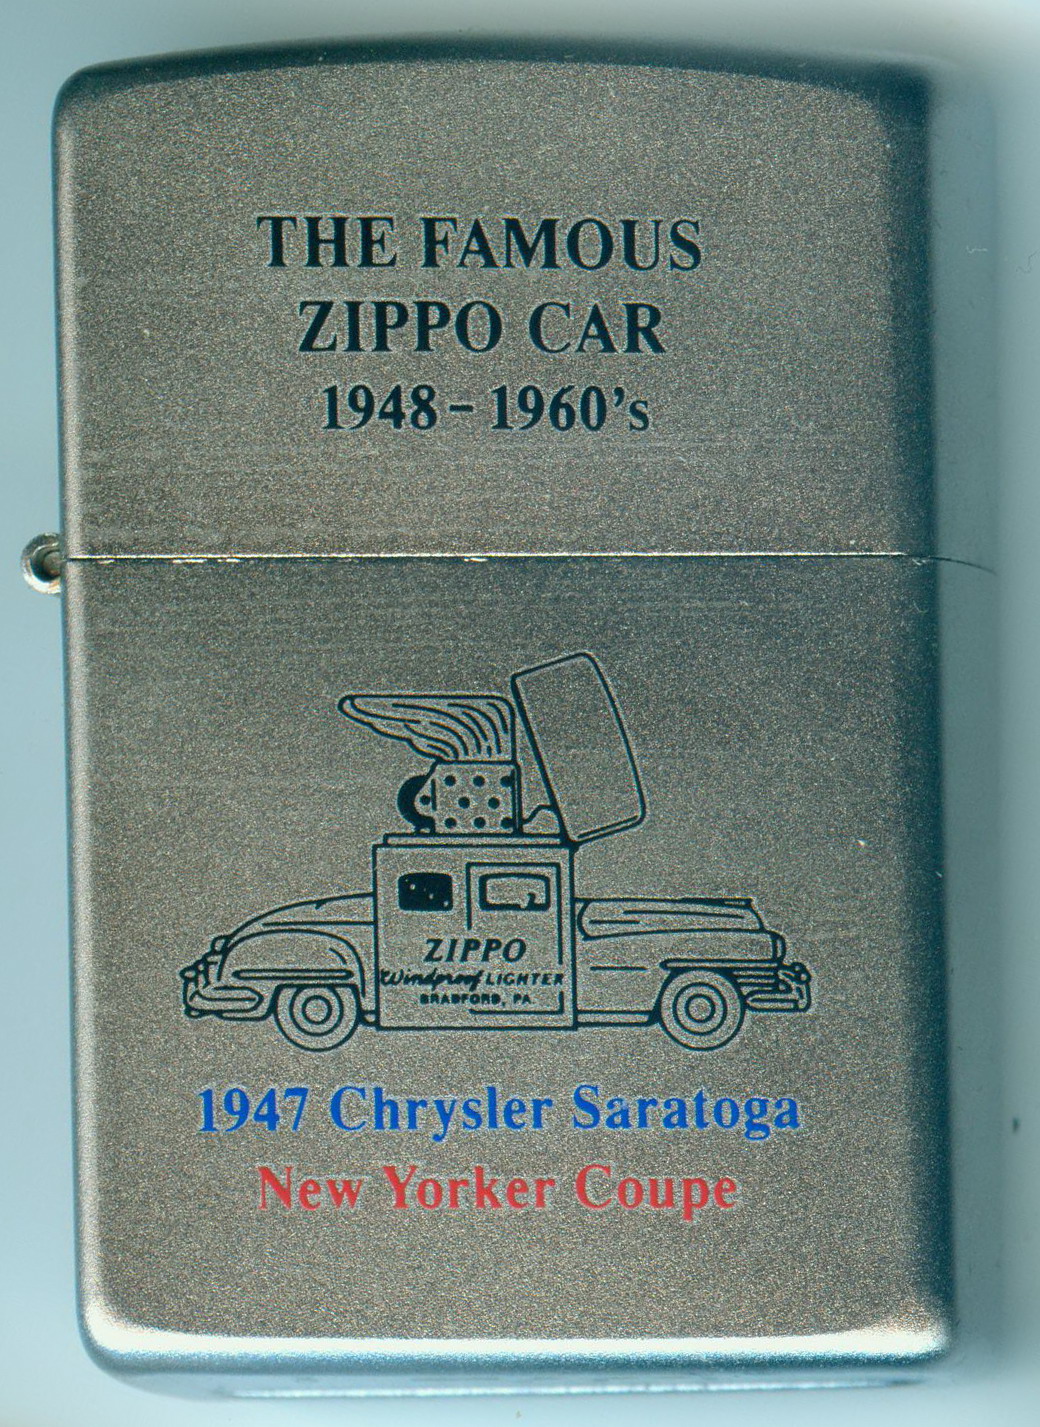 THE FAMOUS
ZIPPO CAR
1948 – 1960's
ZIPPO
Windproof LIGHTER
BRADFORD, PA.
1947 Chrysler Saratoga
New Yorker Coupe